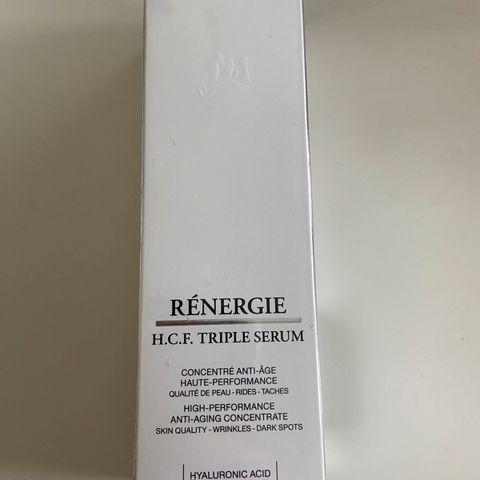 RÉNERGIE
H.C.F. TRIPLE SERUM
CONCENTRÉ ANTI-ÂGE
HAUTE-PERFORMANCE
QUALITÉ DE PEAU - RIDES - TACHES
HIGH-PERFORMANCE
ANTI-AGING CONCENTRATE
SKIN QUALITY - WRINKLES - DARK SPOTS
HYALURONIC ACID